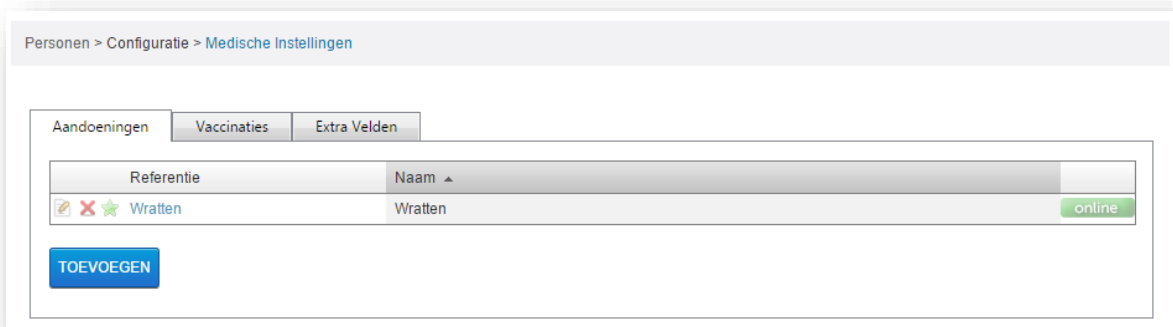 Personen > Configuratie > Medische Instellingen
Aandoeningen Vaccinaties Extra Velden
Referentie Naam
Wratten Wratten online
TOEVOEGEN